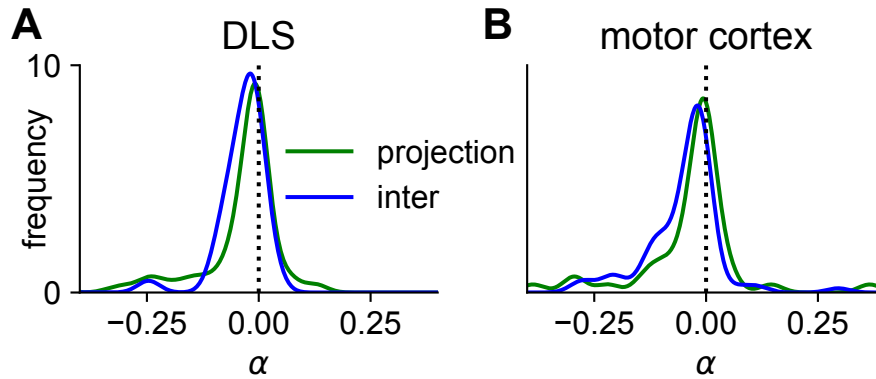 A
DLS
10
0
frequency
−0.25
0.00
0.25
α
projection
inter
B
motor cortex
−0.25
0.00
0.25
α